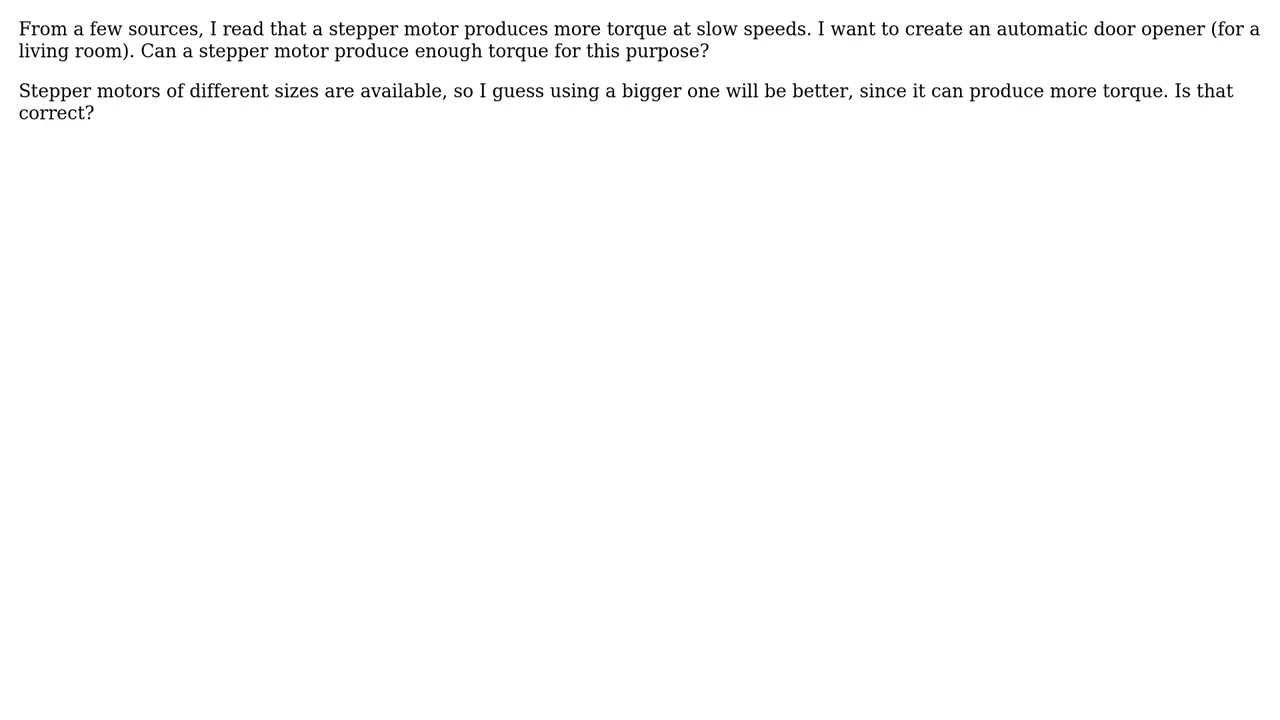 From a few sources, I read that a stepper motor produces more torque at slow speeds. I want to create an automatic door opener (for a
living room). Can a stepper motor produce enough torque for this purpose?
Stepper motors of different sizes are available, so I guess using a bigger one will be better, since it can produce more torque. Is that
correct?